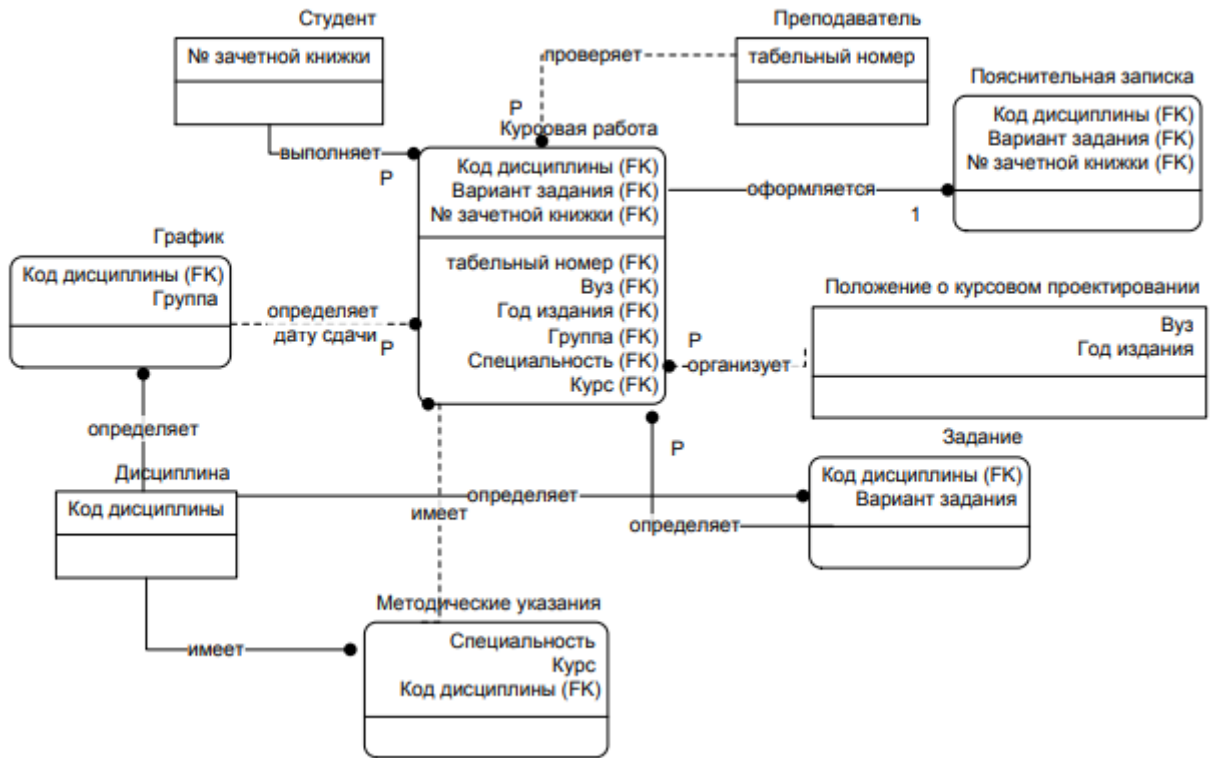 Студент
№ зачетной книжки
Преподаватель
табельный номер
проверяет
P
Пояснительная записка
Код дисциплины (FK)
Вариант задания (FK)
№ зачетной книжки (FK)
выполняет
P
Курсовая работа
Код дисциплины (FK)
Вариант задания (FK)
№ зачетной книжки (FK)
табельный номер (FK)
Вуз (FK)
Год издания (FK)
Группа (FK)
Специальность (FK)
Курс (FK)
оформляется
1
График
Код дисциплины (FK)
Группа
определяет
дату сдачи
P
Положение о курсовом проектировании
Вуз
Год издания
P
организует
определяет
Дисциплина
Код дисциплины
определяет
имеет
P
определяет
Задание
Код дисциплины (FK)
Вариант задания
имеет
Методические указания
Специальность
Курс
Код дисциплины (FK)